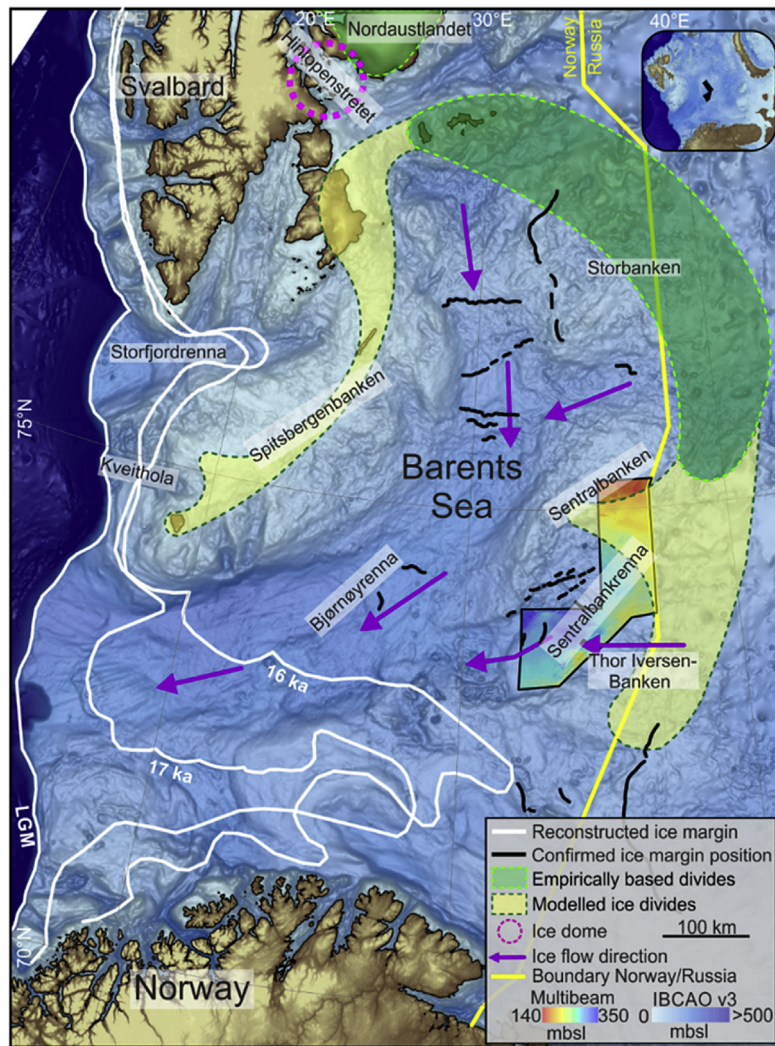 20°E
30°E
40°E
Nordaustlandet
Hinlopenstretet
Svalbard
Norway
Russia
Storbanken
Storfjordrenna
75°N
Spitsbergenbanken
Kveithola
Barents
Sea
Sentralbanken
Sentralbankrenna
Bjørnøyrenna
Thor Iversen-
Banken
16 ka
17 ka
LGM
70°N
Norway
Reconstructed ice margin
Confirmed ice margin position
Empirically based divides
Modelled ice divides
Ice dome
100 km
Ice flow direction
Boundary Norway/Russia
Multibeam
IBCAO v3
140
350
0
>500
mbsl
mbsl